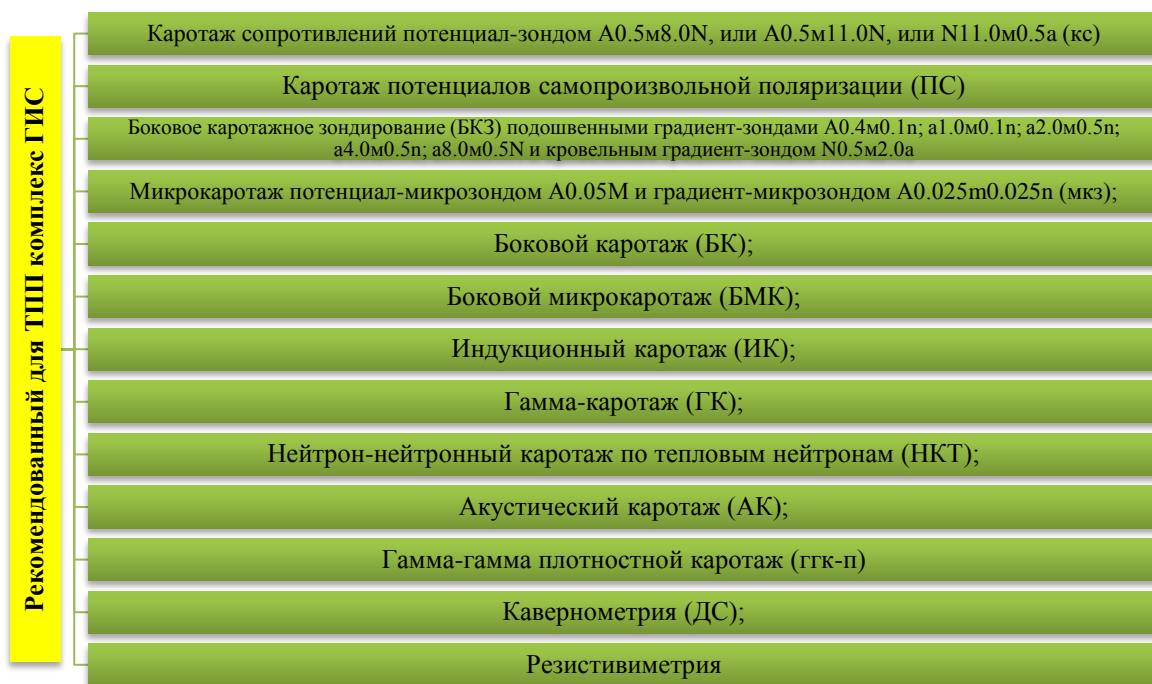 Рекомендованный для ТПП комплекс ГИС
Каротаж сопротивлений потенциал-зондом А0.5м8.0N, или А0.5м11.0N, или N11.0м0.5а (кс)
Каротаж потенциалов самопроизвольной поляризации (ПС)
Боковое каротажное зондирование (БКЗ) подошвенными градиент-зондами А0.4м0.1n; а1.0м0.1n; а2.0м0.5n;
а4.0м0.5n; а8.0м0.5N и кровельным градиент-зондом N0.5м2.0а
Микрокаротаж потенциал-микрозондом А0.05М и градиент-микрозондом А0.025m0.025n (мкз);
Боковой каротаж (БК);
Боковой микрокаротаж (БМК);
Индукционный каротаж (ИК);
Гамма-каротаж (ГК);
Нейтрон-нейтронный каротаж по тепловым нейтронам (НКТ);
Акустический каротаж (АК);
Гамма-гамма плотностной каротаж (ггк-п)
Кавернометрия (ДС);
Резистивиметрия